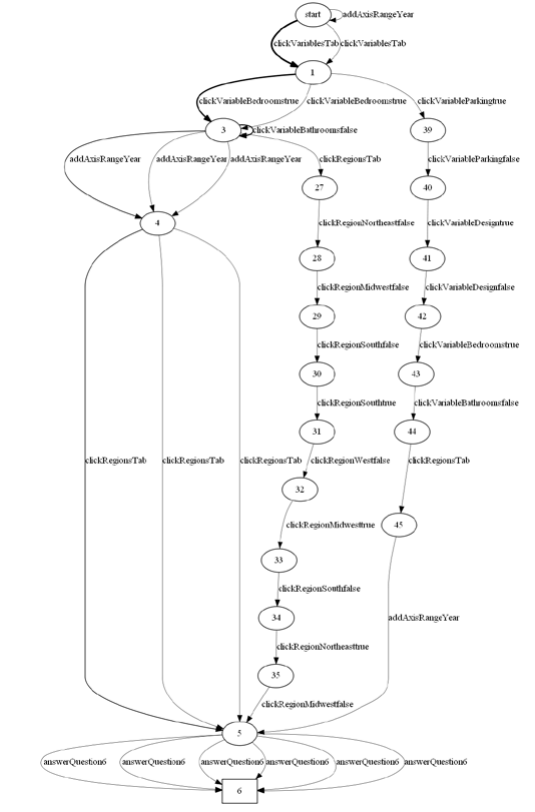 start
addAxisRangeYear
clickVariablesTab clickVariablesTab
1
clickVariableBedroomstrue clickVariableBedroomstrue clickVariableParkingtrue
3 clickVariableBathroomsfalse 39
addAxisRangeYear addAxisRangeYear addAxisRangeYear clickRegionsTab clickVariableParkingfalse
27 40
4 clickRegionNortheastfalse clickVariableDesigntrue
28 41
clickRegionMidwestfalse clickVariableDesignfalse
29 42
clickRegionSouthfalse clickVariableBedroomstrue
30 43
clickRegionSouthtrue clickVariableBathroomsfalse
31 44
clickRegionsTab clickRegionsTab clickRegionsTab clickRegionWestfalse clickRegionsTab
32
clickRegionMidwesttrue 45
33
clickRegionSouthfalse
34 addAxisRangeYear
clickRegionNortheasttrue
35
clickRegionMidwestfalse
5
answerQuestion6 answerQuestion6 answerQuestion6 answerQuestion6 answerQuestion6 answerQuestion6
6